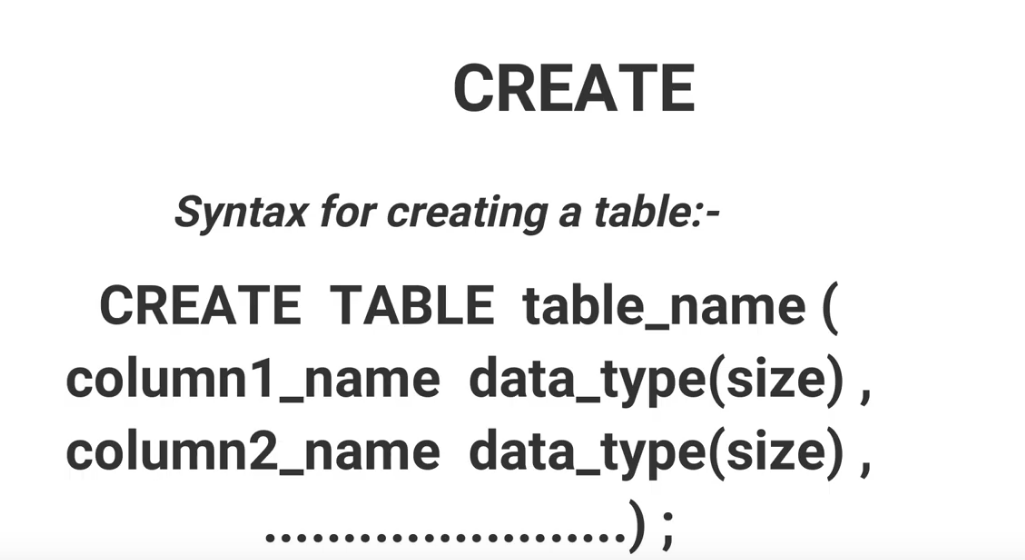 CREATE
Syntax for creating a table:-
CREATE TABLE table_name (
column1_name data_type(size) ,
column2_name data_type(size) ,
.......................) ;